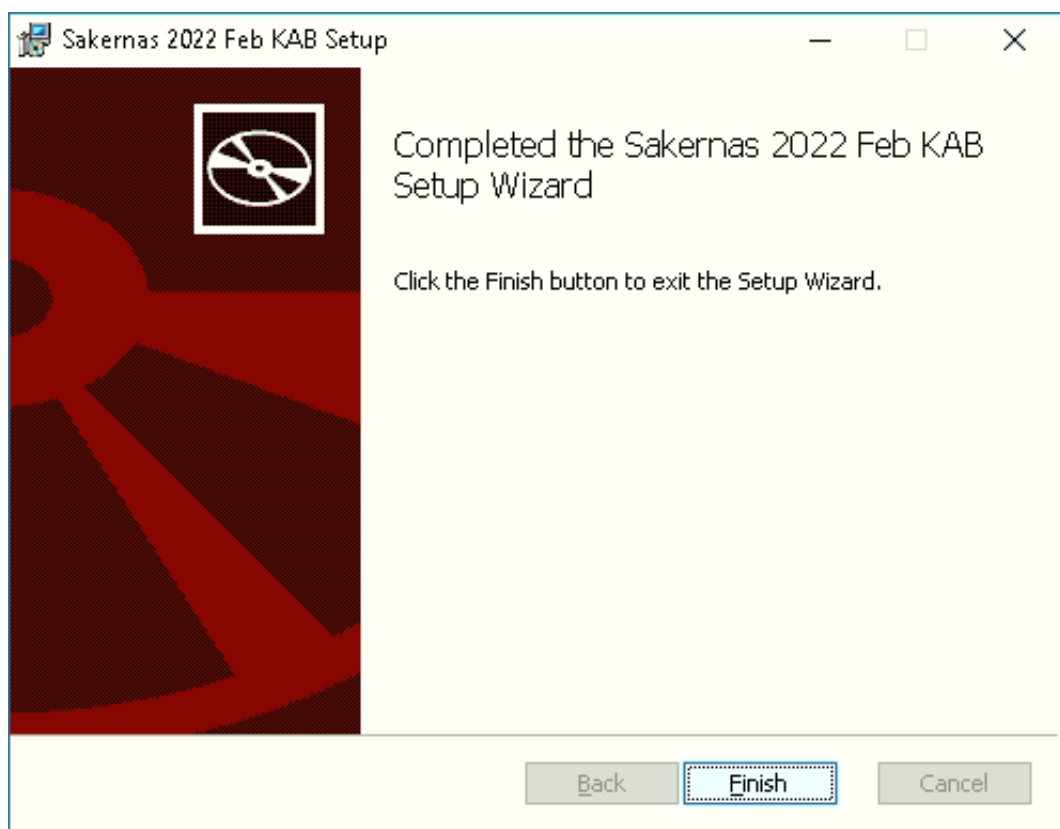 Sakernas 2022 Feb KAB Setup
Completed the Sakernas 2022 Feb KAB
Setup Wizard
Click the Finish button to exit the Setup Wizard.
Back Finish Cancel